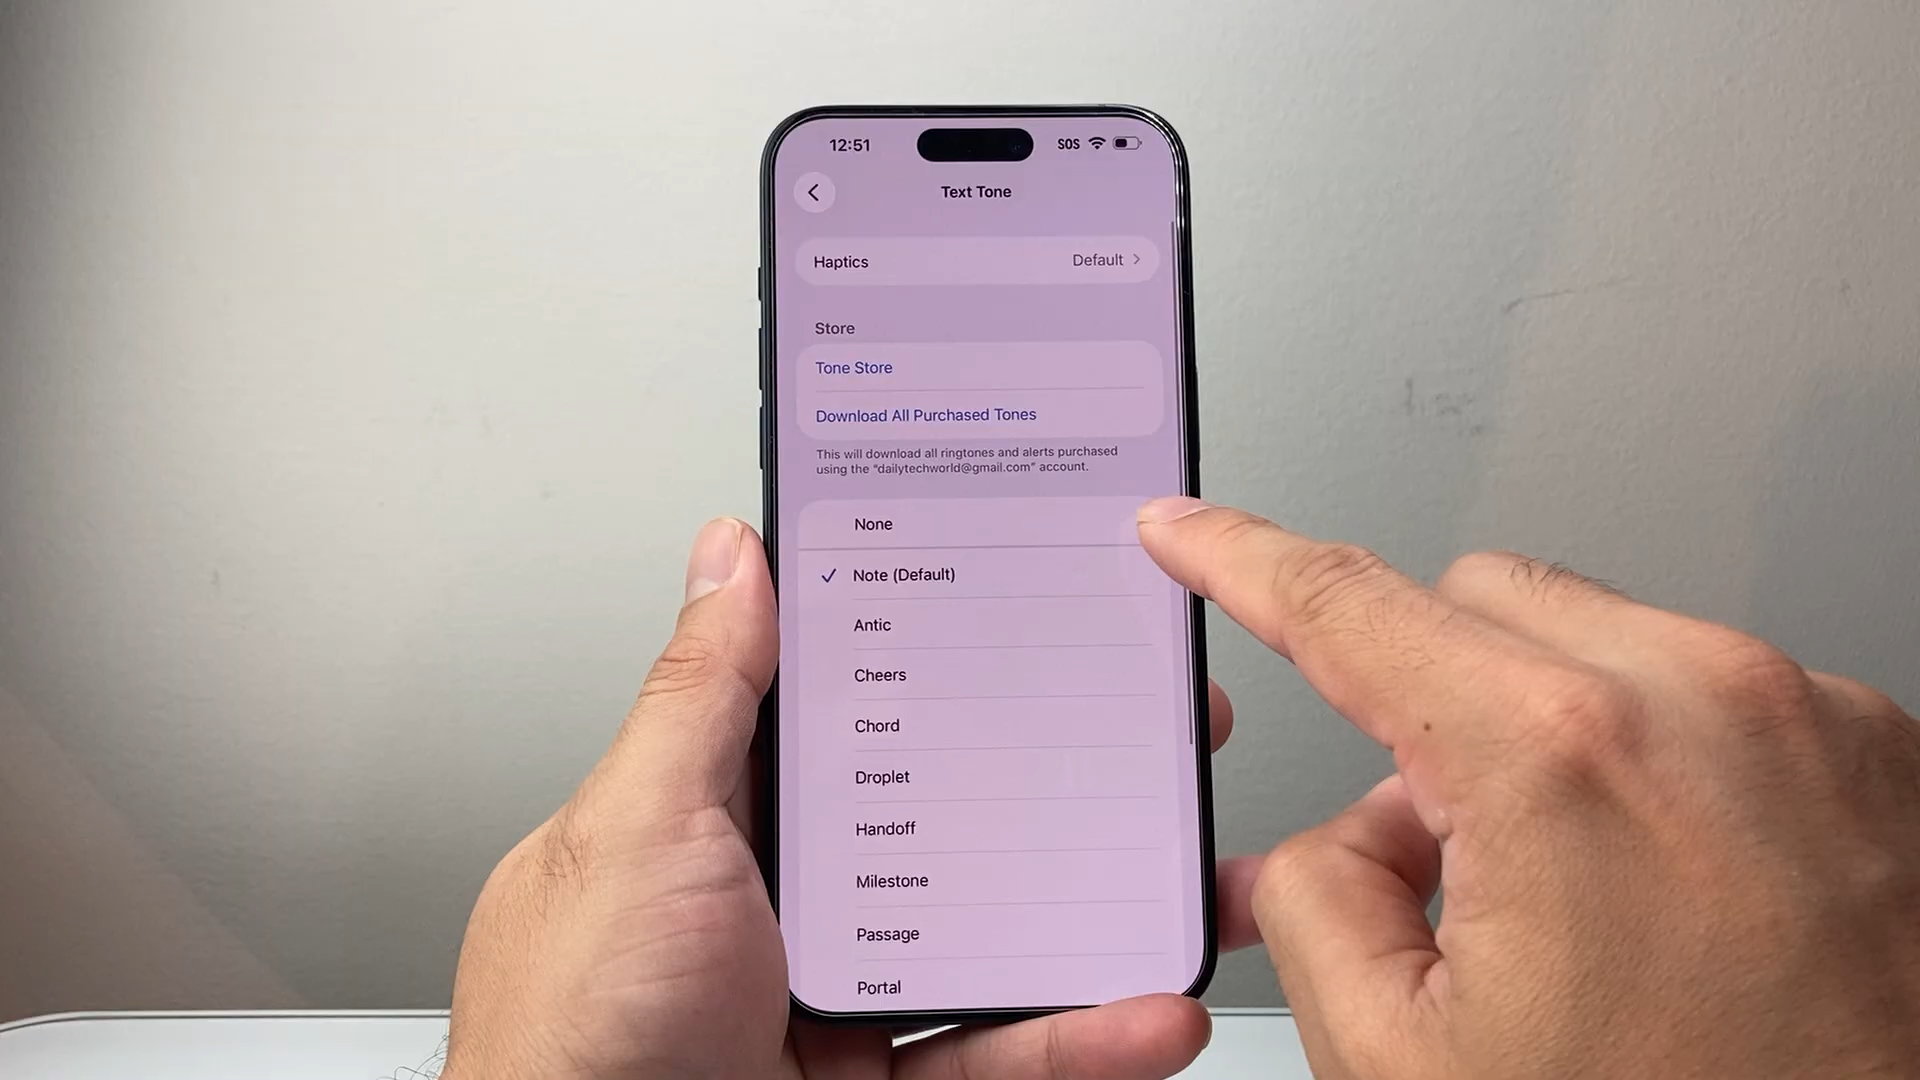 12:51 SOS
Text Tone
Haptics Default
Store
Tone Store
Download All Purchased Tones
This will download all ringtones and alerts purchased
using the “dailytechworld@gmail.com” account.
None
Note (Default)
Antic
Cheers
Chord
Droplet
Handoff
Milestone
Passage
Portal